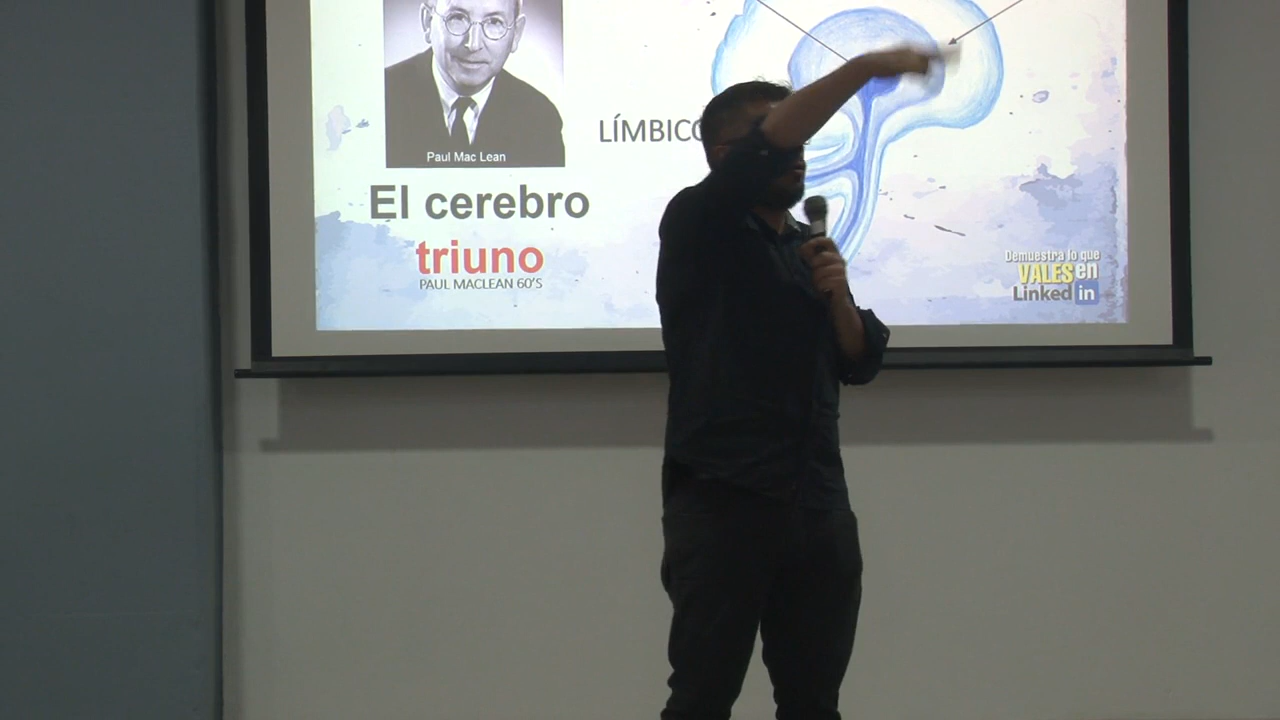 Paul Mac Lean
LÍMBICO
El cerebro
triuno
PAUL MACLEAN 60'S
Demuestra lo que
VALES en
Linked in